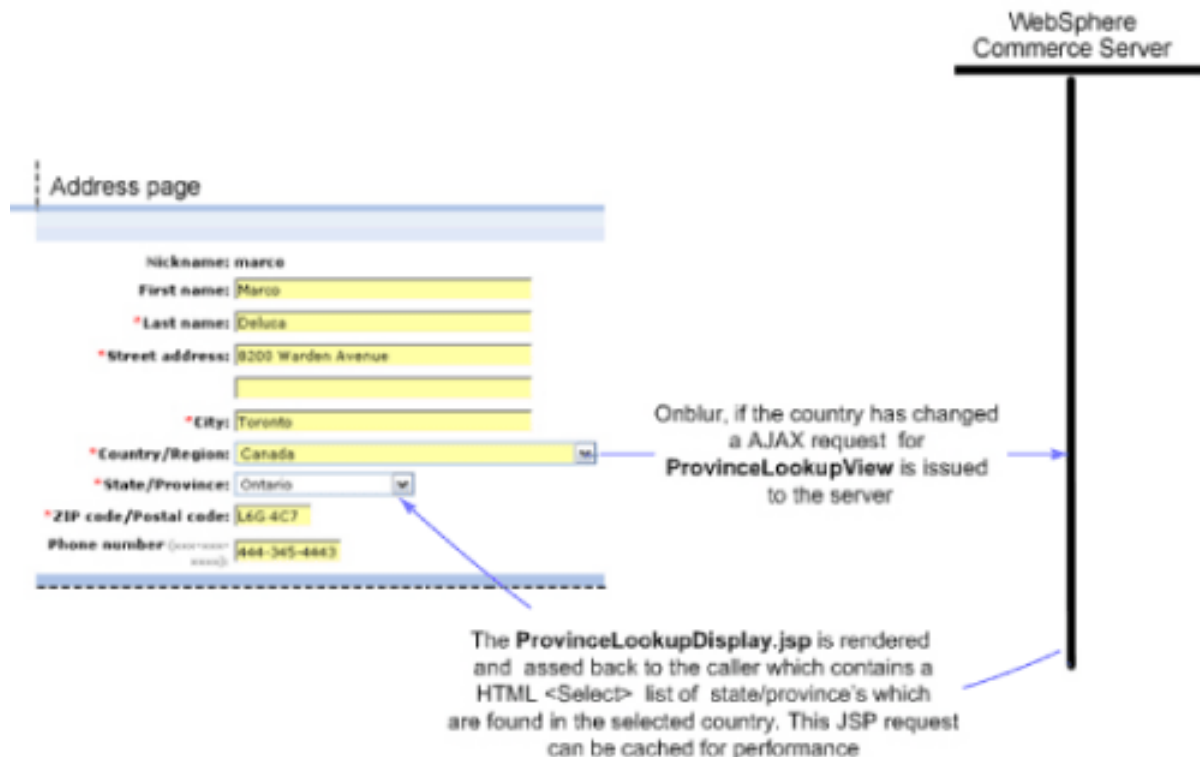 WebSphere
Commerce Server
Address page
Nickname: marco
First name: Marco
*Last name: Deluca
*Street address: 8200 Warden Avenue
*City: Toronto
*Country/Region: Canada
*State/Province: Ontario
*ZIP code/Postal code: L6G 4C7
Phone number (xxx-xxx-
xxxx): 444-345-4443
Onblur, if the country has changed
a AJAX request for
ProvinceLookupView is issued
to the server
The ProvinceLookupDisplay.jsp is rendered
and assed back to the caller which contains a
HTML <Select> list of state/province's which
are found in the selected country. This JSP request
can be cached for performance